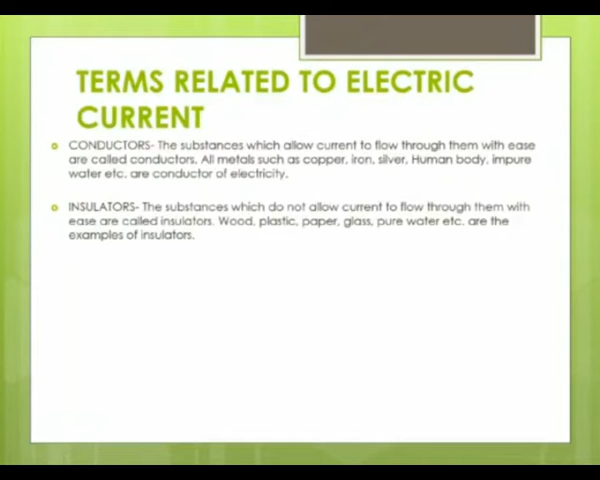 TERMS RELATED TO ELECTRIC
CURRENT
CONDUCTORS- The substances which allow current to flow through them with ease
are called conductors. All metals such as copper, iron, silver, Human body, impure
water etc. are conductor of electricity.
INSULATORS- The substances which do not allow current to flow through them with
ease are called insulators. Wood, plastic, paper, glass, pure water etc. are the
examples of insulators.